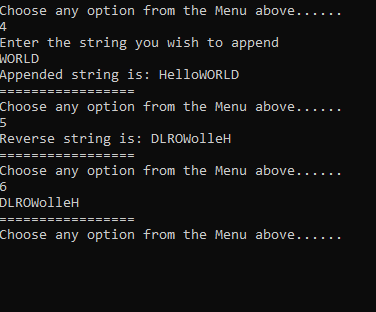 Choose any option from the Menu above......
4
Enter the string you wish to append
WORLD
Appended string is: HelloWORLD
=================
Choose any option from the Menu above......
5
Reverse string is: DLROWolleH
=================
Choose any option from the Menu above......
6
DLROWolleH
=================
Choose any option from the Menu above......